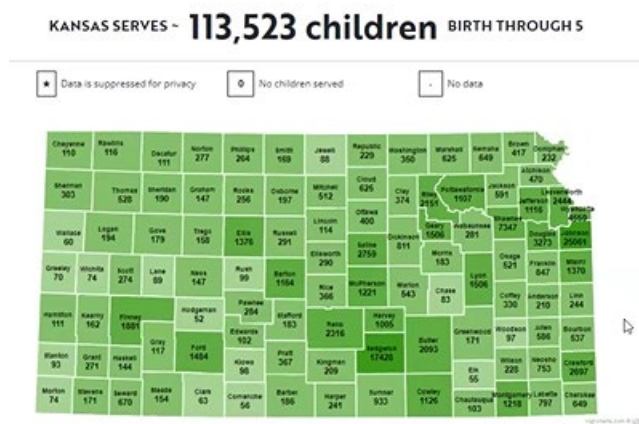 KANSAS SERVES ~ 113,523 children BIRTH THROUGH 5
* Data is suppressed for privacy
0 No children served
- No data
Cheyenne 110
Rawlins 116
Decatur 111
Norton 277
Phillips 264
Smith 169
Jewell 88
Republic 229
Washington 350
Marshall 625
Nemaha 649
Brown 417
Doniphan 232
Atchison 470
Sherman 303
Thomas 528
Sheridan 190
Graham 147
Rooks 256
Osborne 197
Mitchell 512
Cloud 625
Clay 374
Riley 2151
Pottawatomie 1107
Jackson 591
Jefferson 1116
Leavenworth 2444
Wyandotte
Wallace 60
Logan 194
Gove 179
Trego 158
Ellis 1376
Russell 291
Lincoln 114
Ottawa 400
Saline 2759
Dickinson 811
Geary 1506
Wabaunsee 281
Shawnee 7347
Douglas 3273
Johnson 25061
Greeley 70
Wichita 74
Scott 274
Lane 89
Ness 147
Rush 99
Barton 1164
Ellsworth 290
Rice 366
McPherson 1221
Marion 543
Morris 183
Chase 83
Lyon 1506
Osage 521
Franklin 847
Miami 1370
Hamilton 111
Kearny 162
Finney 1881
Hodgeman 52
Pawnee 284
Stafford 183
Reno 2316
Harvey 1005
Sedgwick 17428
Butler 2093
Greenwood 171
Coffey 330
Anderson 210
Linn 244
Woodson 97
Allen 586
Bourbon 537
Stanton 93
Grant 271
Haskell 144
Gray 117
Ford 1484
Edwards 102
Kiowa 98
Pratt 367
Kingman 209
Elk 55
Wilson 228
Neosho 753
Crawford 2697
Morton 74
Stevens 171
Seward 670
Meade 154
Clark 63
Comanche 56
Barber 186
Harper 241
Sumner 933
Cowley 1126
Chautauqua 103
Montgomery 1218
Labette 797
Cherokee 649